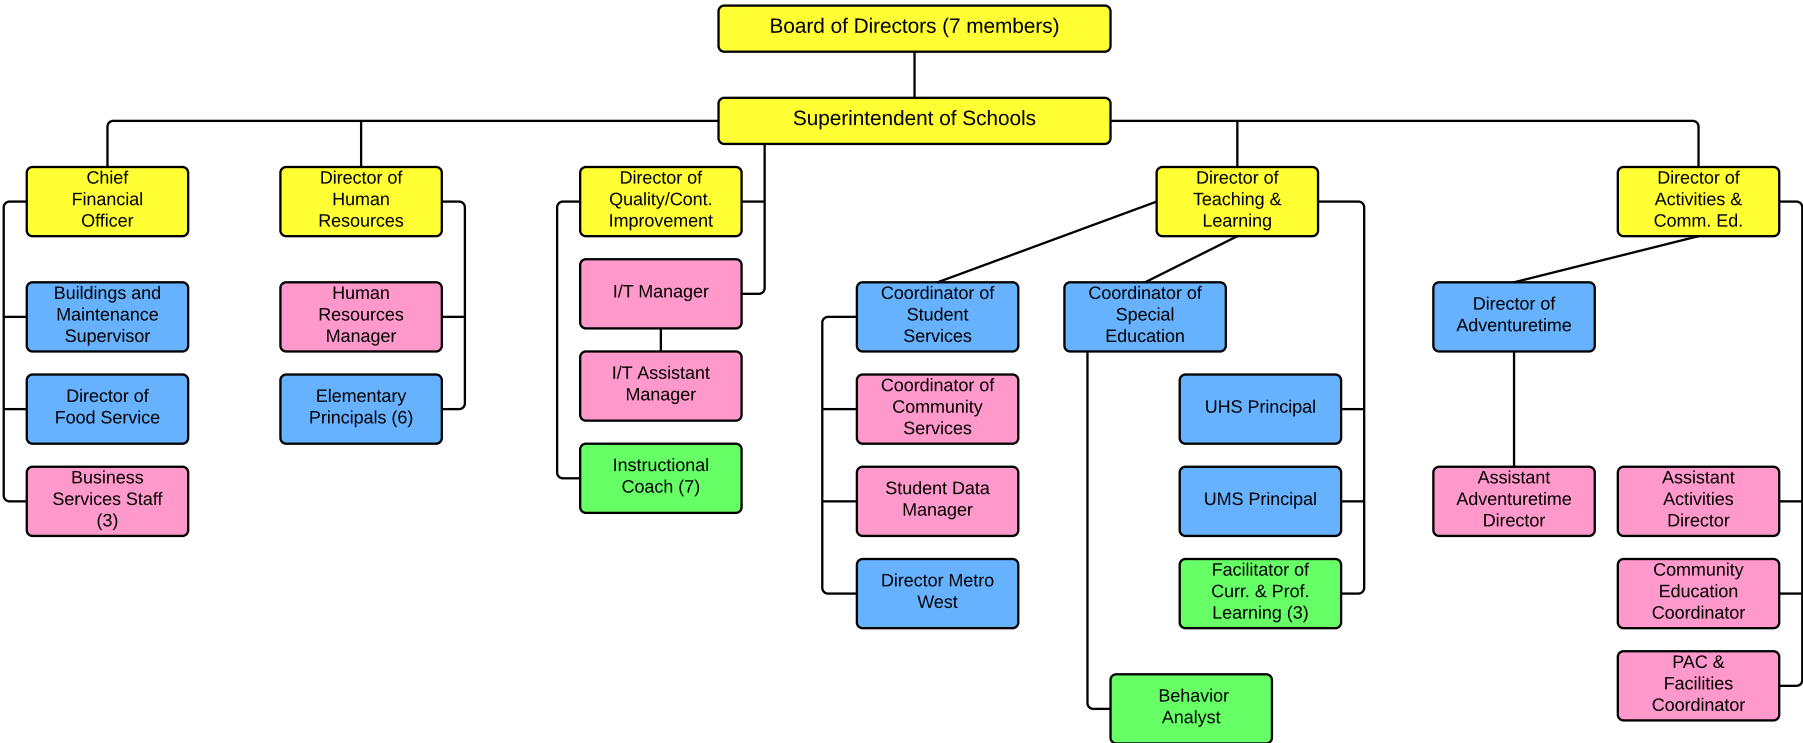 Board of Directors (7 members)
Superintendent of Schools
Chief
Financial
Officer
Director of
Human
Resources
Director of
Quality/Cont.
Improvement
Director of
Teaching &
Learning
Director of
Activities &
Comm. Ed.
Buildings and
Maintenance
Supervisor
Director of
Food Service
Business
Services Staff
(3)
Human
Resources
Manager
Elementary
Principals (6)
I/T Manager
I/T Assistant
Manager
Instructional
Coach (7)
Coordinator of
Student
Services
Coordinator of
Community
Services
Student Data
Manager
Director Metro
West
Coordinator of
Special
Education
UHS Principal
UMS Principal
Facilitator of
Curr. & Prof.
Learning (3)
Behavior
Analyst
Director of
Adventuretime
Assistant
Adventuretime
Director
Assistant
Activities
Director
Community
Education
Coordinator
PAC &
Facilities
Coordinator